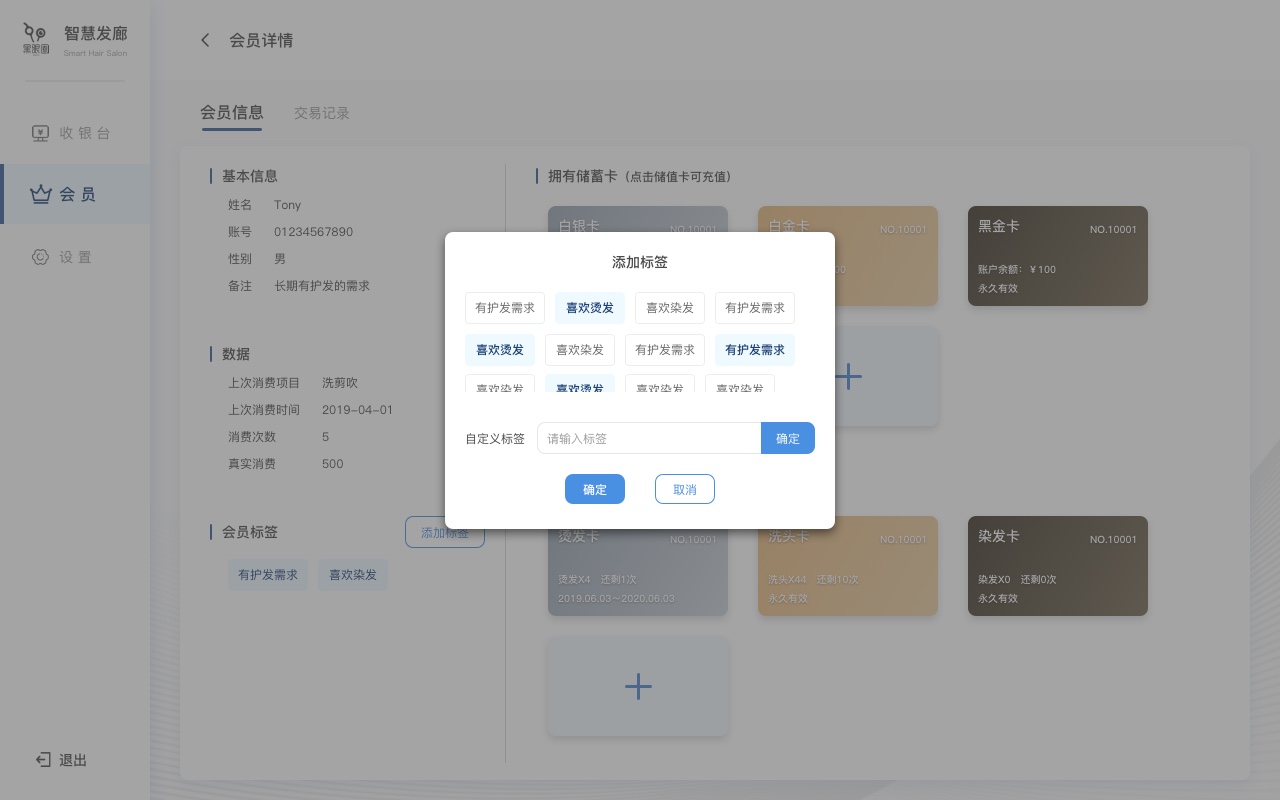 智慧发廊
Smart Hair Salon
黑眼圈
收银台
会员
设置
退出
会员详情
会员信息
交易记录
基本信息
姓名 Tony
账号 01234567890
性别 男
备注 长期有护发的需求
数据
上次消费项目 洗剪吹
上次消费时间 2019-04-01
消费次数 5
真实消费 500
会员标签
添加标签
有护发需求 喜欢染发
拥有储蓄卡（点击储值卡可充值）
白银卡 NO.10001
白金卡 NO.10001
00
黑金卡 NO.10001
账户余额：￥100
永久有效
添加标签
有护发需求 喜欢烫发 喜欢染发 有护发需求
喜欢烫发 喜欢染发 有护发需求 有护发需求
喜欢染发 喜欢烫发 喜欢染发 喜欢染发
自定义标签 请输入标签 确定
确定 取消
烫发卡 NO.10001
烫发X4 还剩1次
2019.06.03～2020.06.03
洗头卡 NO.10001
洗头X44 还剩10次
永久有效
染发卡 NO.10001
染发X0 还剩0次
永久有效